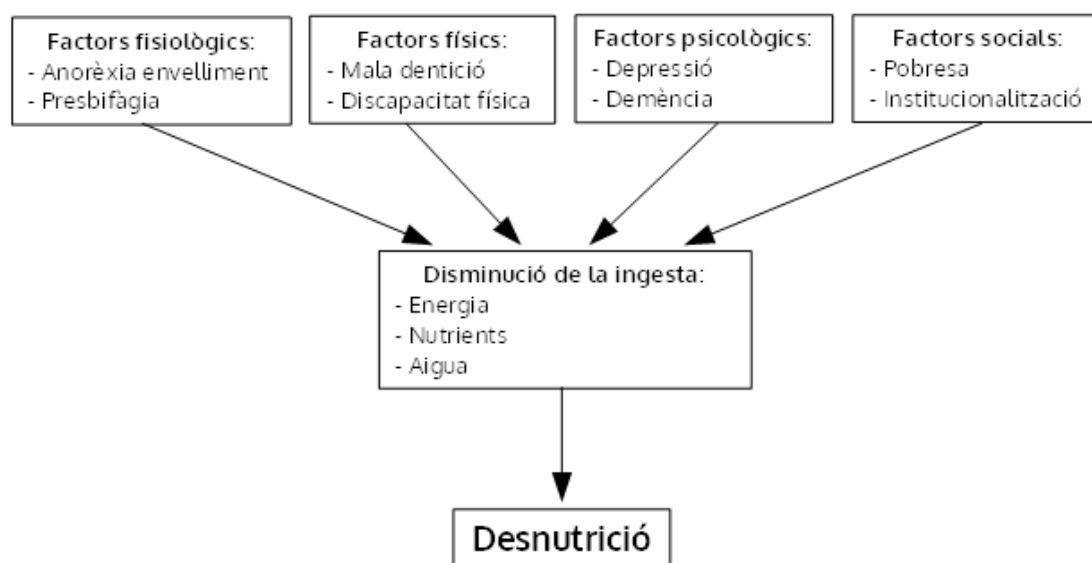 Factors fisiològics:
- Anorèxia envelliment
- Presbifàgia
Factors físics:
- Mala dentició
- Discapacitat física
Factors psicològics:
- Depressió
- Demència
Factors socials:
- Pobresa
- Institucionalització
Disminució de la ingesta:
- Energia
- Nutrients
- Aigua
Desnutrició